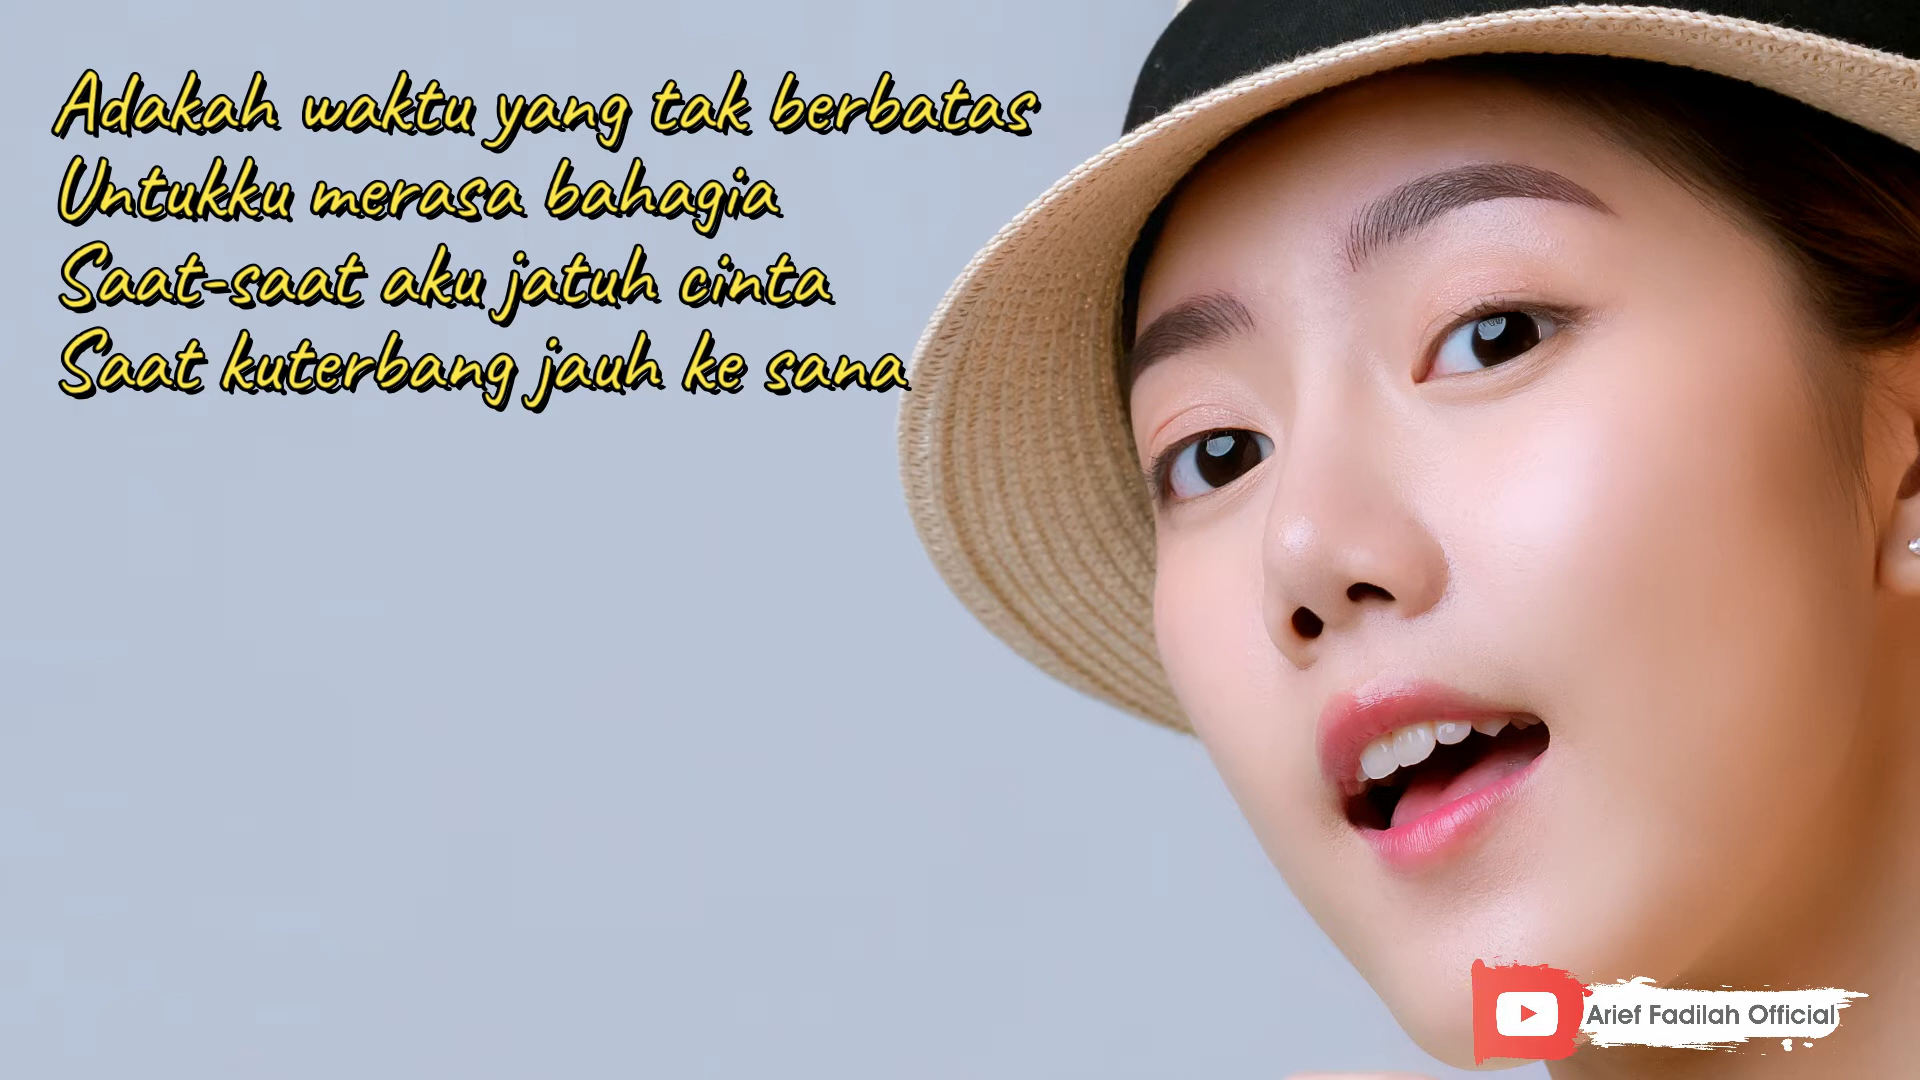 Adakah waktu yang tak berbatas
Untukku merasa bahagia
Saat-saat aku jatuh cinta
Saat kuterbang jauh ke sana
Arief Fadilah Official